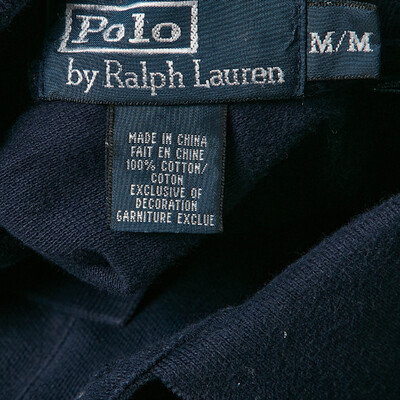 Polo
by Ralph Lauren
M/M
MADE IN CHINA
FAIT EN CHINE
100% COTTON/
COTON
EXCLUSIVE OF
DECORATION
GARNITURE EXCLUE